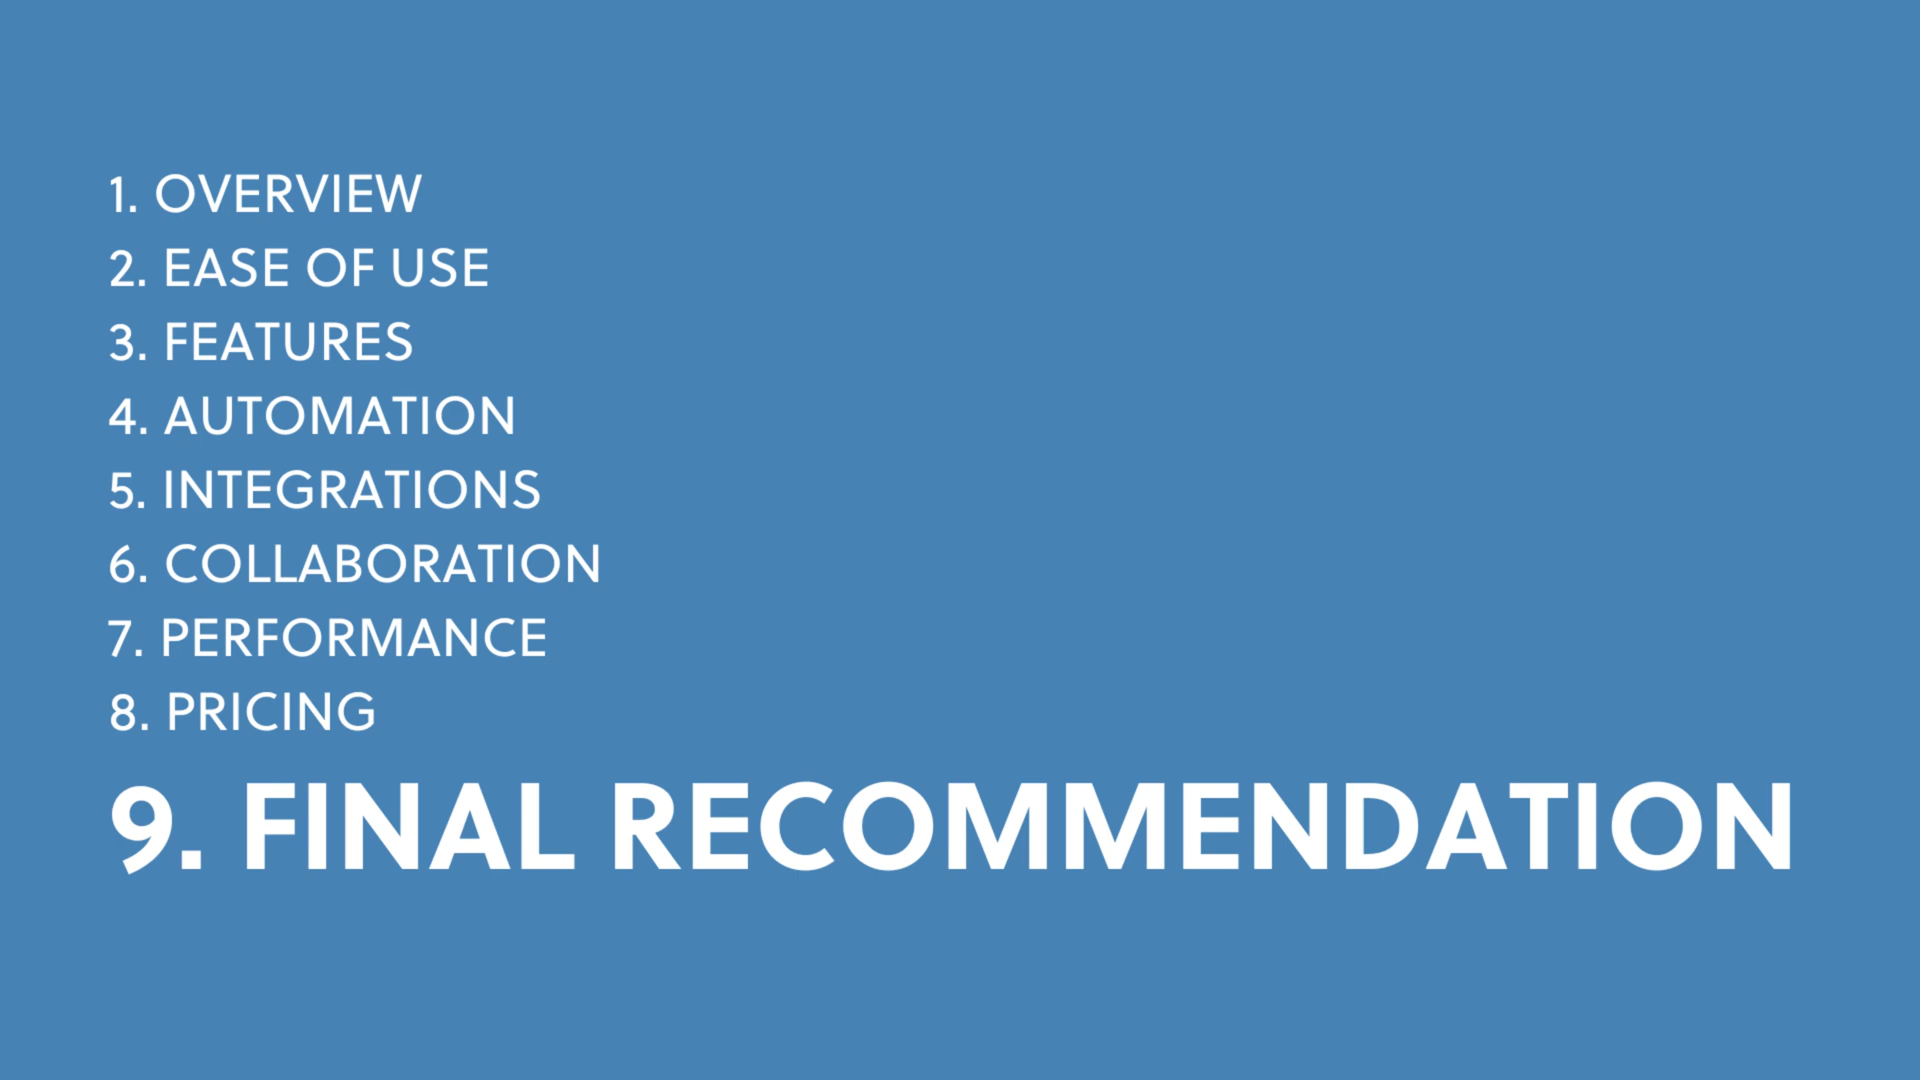 1. OVERVIEW
2. EASE OF USE
3. FEATURES
4. AUTOMATION
5. INTEGRATIONS
6. COLLABORATION
7. PERFORMANCE
8. PRICING
9. FINAL RECOMMENDATION